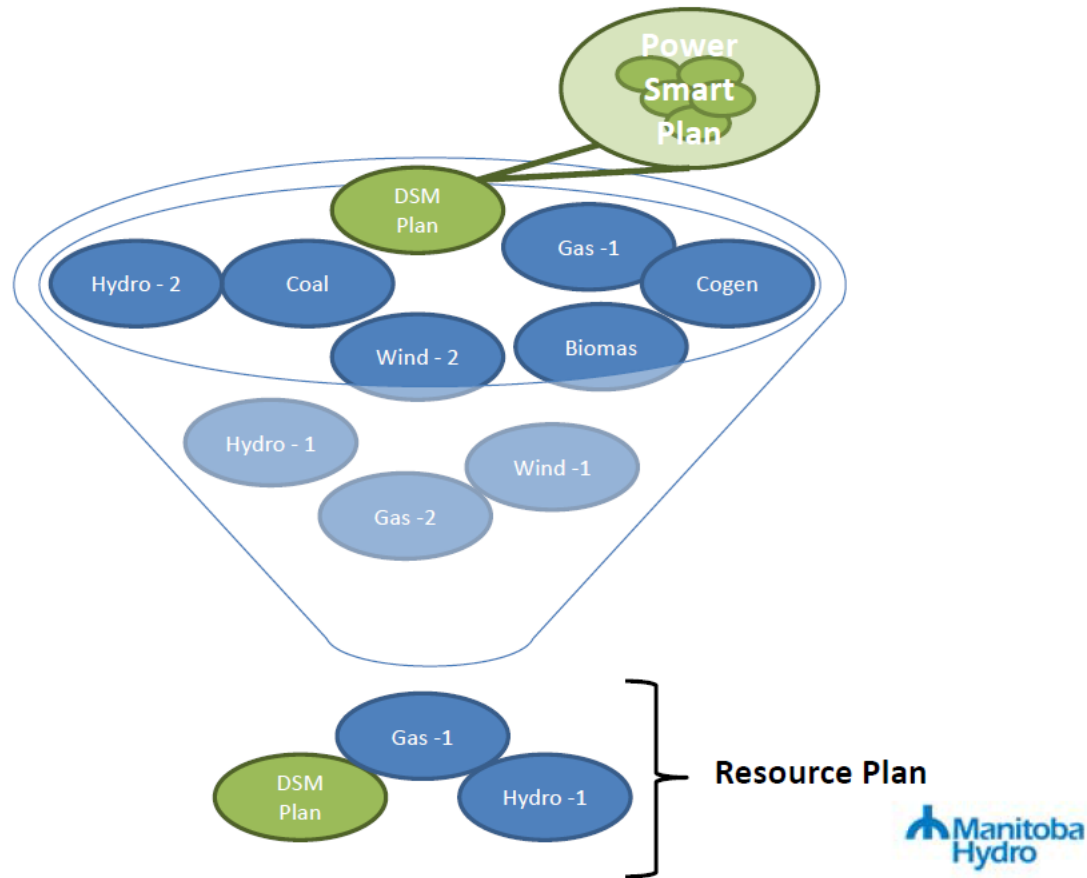 Power
Smart
Plan
DSM
Plan
Gas -1
Hydro - 2
Coal
Cogen
Wind - 2
Biomas
Hydro - 1
Wind -1
Gas -2
Gas -1
DSM
Plan
Hydro -1
Resource Plan
Manitoba
Hydro